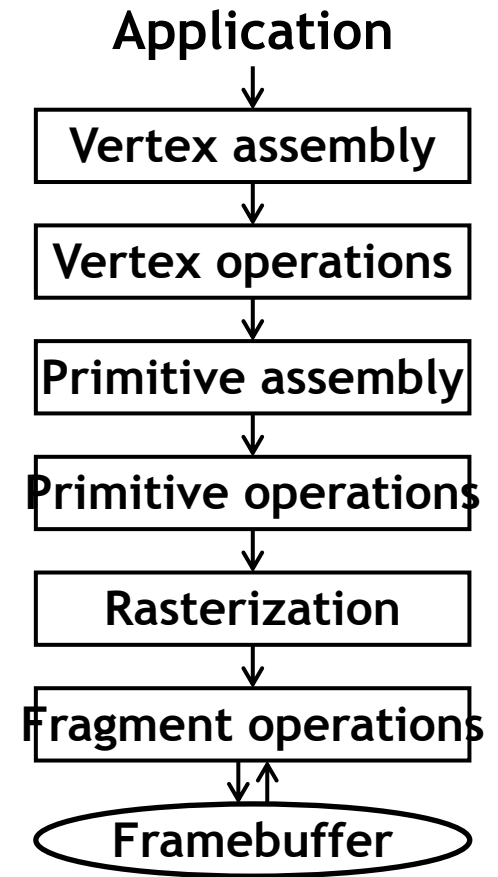 Application
Vertex assembly
Vertex operations
Primitive assembly
Primitive operations
Rasterization
Fragment operations
Framebuffer